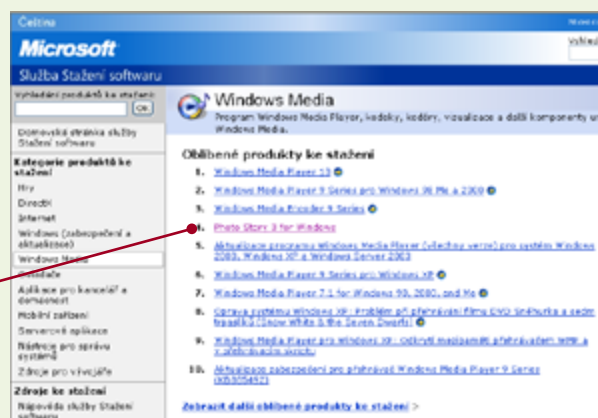 Čeština
Microsoft
Služba Stažení softwaru
Vyhledání produktů ke stažení:
OK
Domovská stránka služby
Stažení softwaru
Kategorie produktů ke
stažení
Hry
DirectX
Internet
Windows (zabezpečení a
aktualizace)
Windows Media
Ovladače
Aplikace pro kancelář a
domácnost
Mobilní zařízení
Serverové aplikace
Nástroje pro správu
systémů
Zdroje pro vývojáře
Zdroje ke stažení
Nápověda služby Stažení
softwaru
Windows Media
Program Windows Media Player, kodeky, kodéry, vizualizace a další komponenty
Windows Media.
Oblíbené produkty ke stažení
1. Windows Media Player 10
2. Windows Media Player 9 Series pro Windows 98 Me a 2000
3. Windows Media Encoder 9 Series
4. Photo Story 3 for Windows
5. Aktualizace programu Windows Media Player (všechny verze) pro systém Windows
2000, Windows XP a Windows Server 2003
6. Windows Media Player 9 Series pro Windows XP
7. Windows Media Player 7.1 for Windows 98, 2000, and Me
8. Oprava systému Windows XP: Problém při přehrávání filmu DVD Sněhurka a sedm
trpaslíků (Snow White & the Seven Dwarfs)
9. Windows Media Player pro Windows XP: Odkrytí mezipaměti přehrávačem WMP a
v přehrávacím skriptu
10. Aktualizace zabezpečení pro přehrávač Windows Media Player 9 Series
Zobrazit další oblíbené produkty ke stažení >